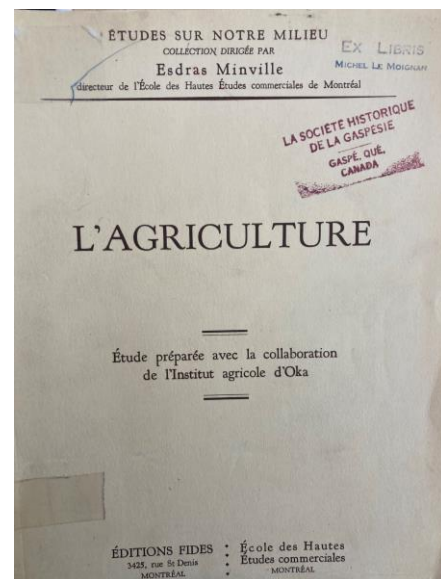 ÉTUDES SUR NOTRE MILIEU
COLLECTION DIRIGÉE PAR
Esdras Minville
directeur de l'École des Hautes Études commerciales de Montréal
EX LIBRIS
MICHEL LE MOIGNAN
LA SOCIÉTÉ HISTORIQUE
DE LA GASPÉSIE
GASPÉ, QUÉ.
CANADA
L'AGRICULTURE
Étude préparée avec la collaboration
de l'Institut agricole d'Oka
ÉDITIONS FIDES
3425, rue St Denis
MONTRÉAL
École des Hautes
Études commerciales
MONTRÉAL